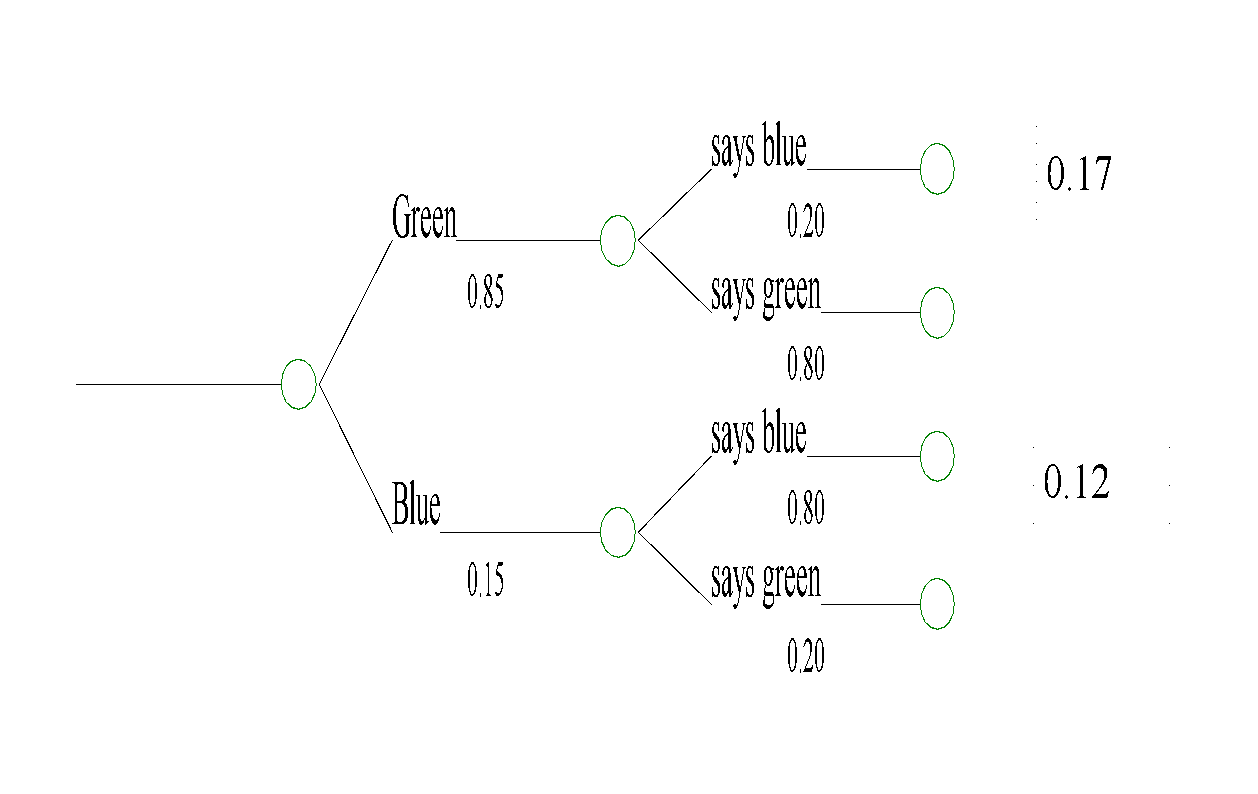 says blue
0.17
0.20
Green
0.85
says green
0.80
says blue
0.12
0.80
Blue
0.15
says green
0.20